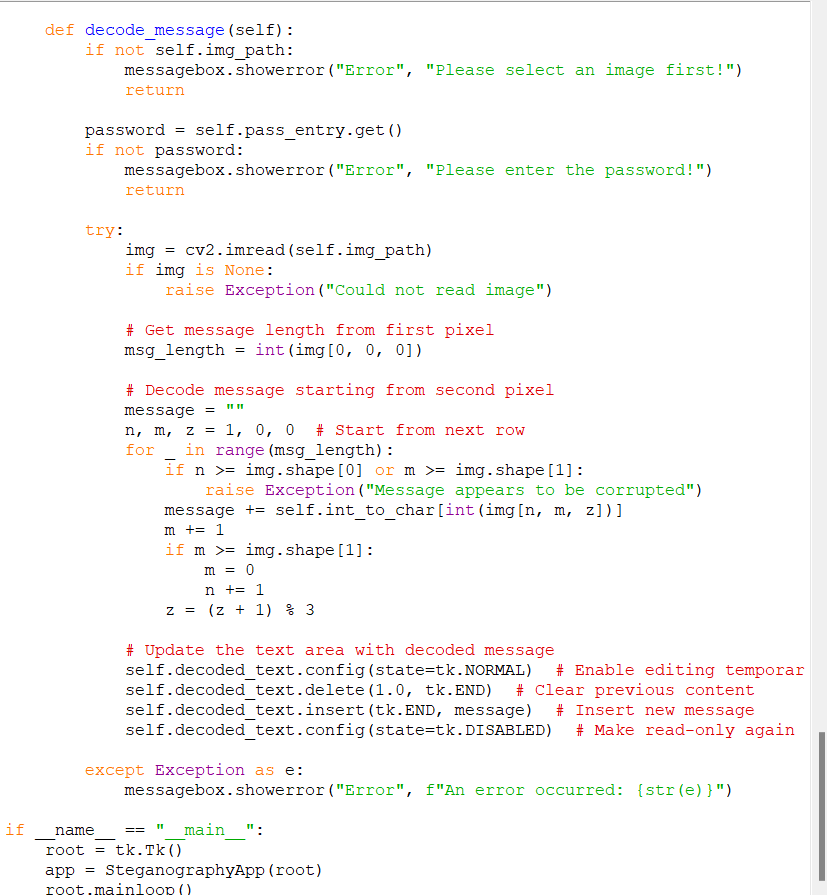 def decode_message(self):
if not self.img_path:
messagebox.showerror("Error", "Please select an image first!")
return
password = self.pass_entry.get()
if not password:
messagebox.showerror("Error", "Please enter the password!")
return
try:
img = cv2.imread(self.img_path)
if img is None:
raise Exception("Could not read image")
# Get message length from first pixel
msg_length = int(img[0, 0, 0])
# Decode message starting from second pixel
message = ""
n, m, z = 1, 0, 0  # Start from next row
for _ in range(msg_length):
if n >= img.shape[0] or m >= img.shape[1]:
raise Exception("Message appears to be corrupted")
message += self.int_to_char[int(img[n, m, z])]
m += 1
if m >= img.shape[1]:
m = 0
n += 1
z = (z + 1) % 3
# Update the text area with decoded message
self.decoded_text.config(state=tk.NORMAL)  # Enable editing temporar
self.decoded_text.delete(1.0, tk.END)  # Clear previous content
self.decoded_text.insert(tk.END, message)  # Insert new message
self.decoded_text.config(state=tk.DISABLED)  # Make read-only again
except Exception as e:
messagebox.showerror("Error", f"An error occurred: {str(e)}")
if __name__ == "__main__":
root = tk.Tk()
app = SteganographyApp(root)
root.mainloop()